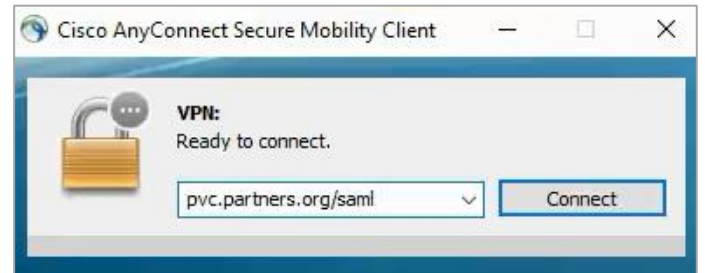 Cisco AnyConnect Secure Mobility Client
VPN:
Ready to connect.
pvc.partners.org/saml
Connect